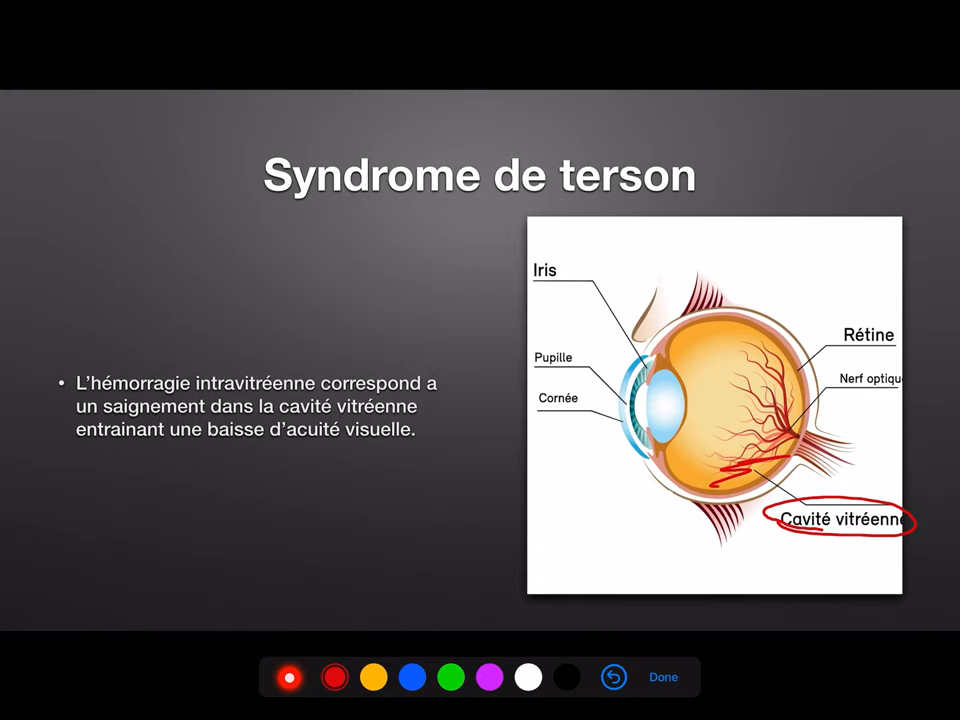 Syndrome de terson
• L’hémorragie intravitréenne correspond a
un saignement dans la cavité vitréenne
entrainant une baisse d’acuité visuelle.
Iris
Pupille
Cornée
Rétine
Nerf optiqu
Cavité vitréenne
Done